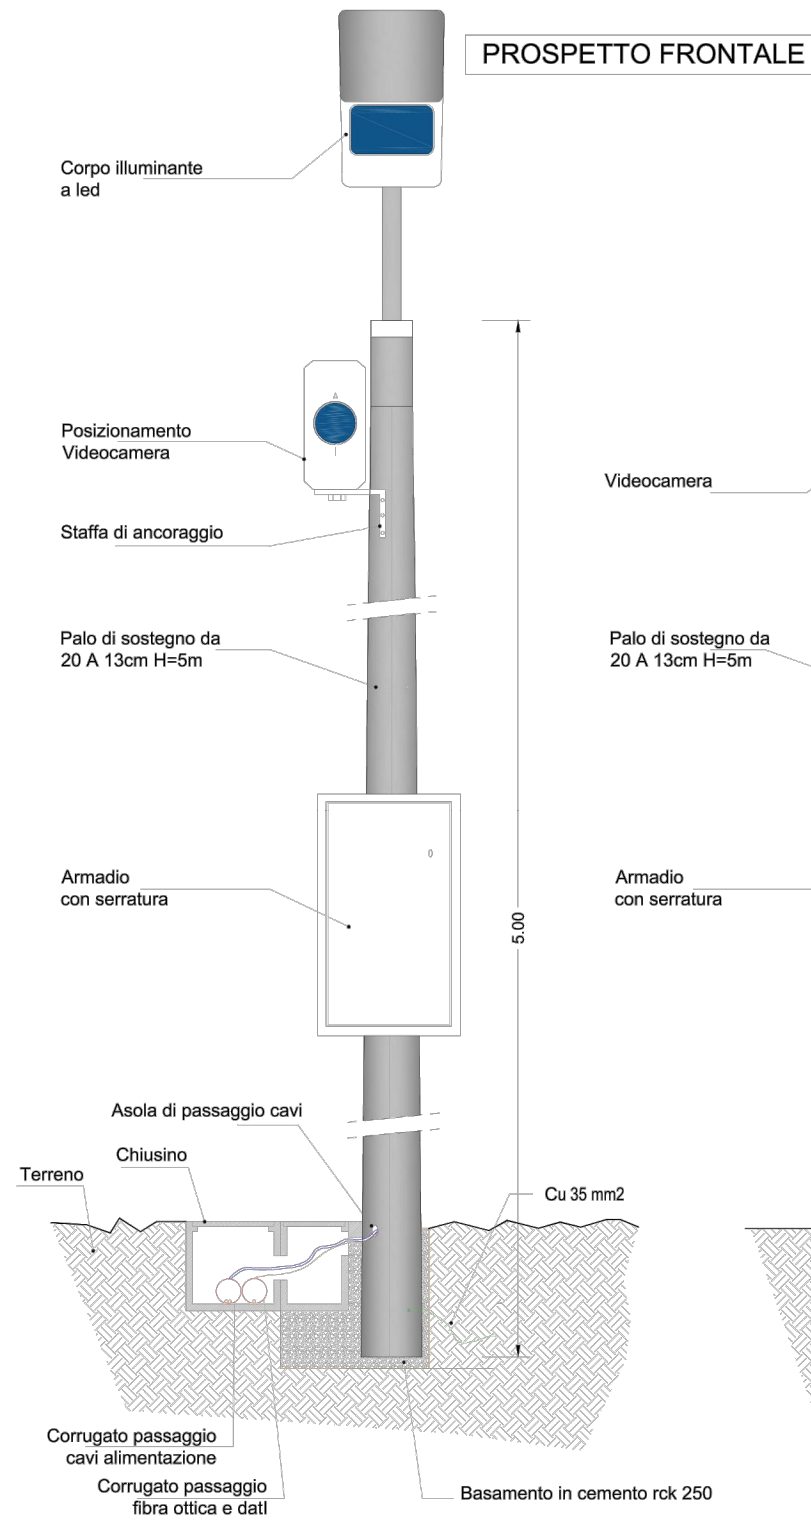 PROSPETTO FRONTALE
Corpo illuminante
a led
Posizionamento
Videocamera
Videocamera
Staffa di ancoraggio
Palo di sostegno da
20 A 13cm H=5m
Palo di sostegno da
20 A 13cm H=5m
Armadio
con serratura
Armadio
con serratura
5.00
Asola di passaggio cavi
Chiusino
Terreno
Cu 35 mm2
Corrugato passaggio
cavi alimentazione
Corrugato passaggio
fibra ottica e datI
Basamento in cemento rck 250